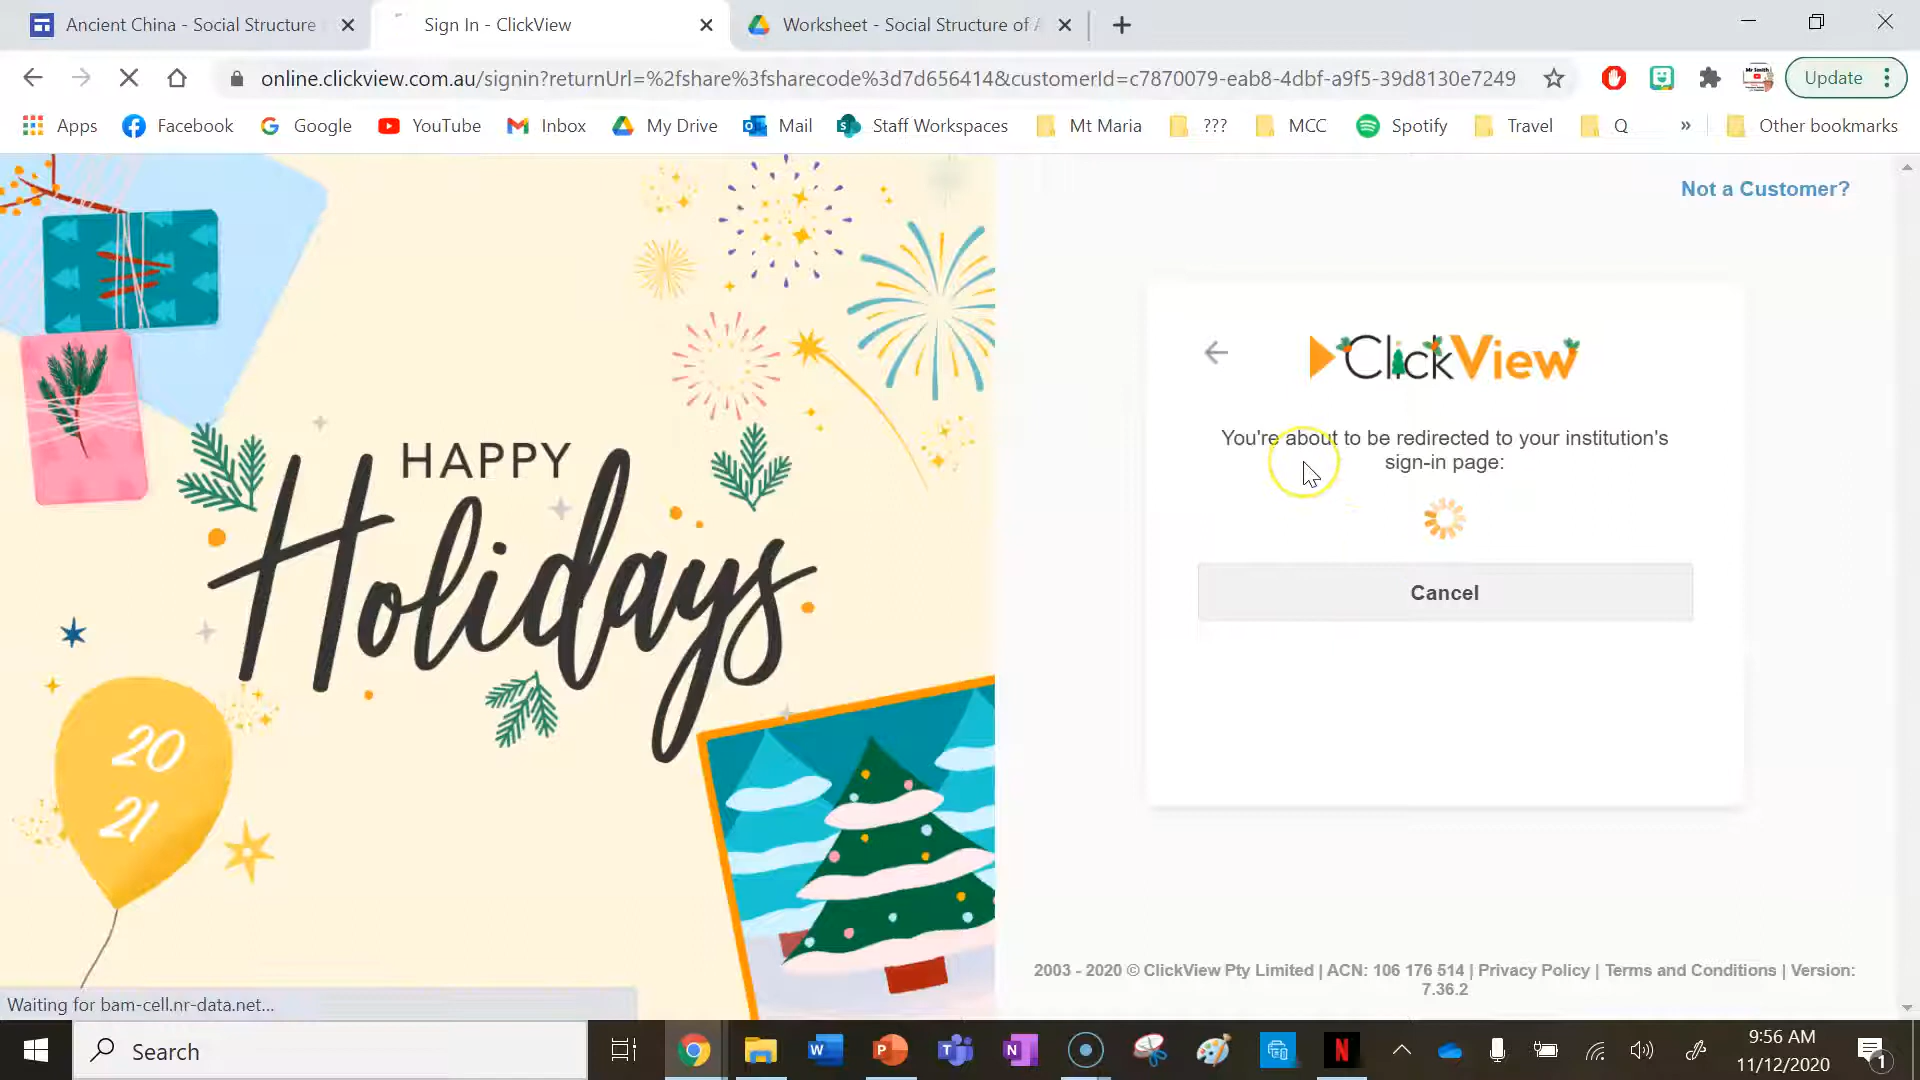 Ancient China - Social Structure
Sign In - ClickView
Worksheet - Social Structure of A
online.clickview.com.au/signin?returnUrl=%2fshare%3fsharecode%3d7d656414&customerId=c7870079-eab8-4dbf-a9f5-39d8130e7249
Update
Apps
Facebook
Google
YouTube
Inbox
My Drive
Mail
Staff Workspaces
Mt Maria
???
MCC
Spotify
Travel
Q
»
Other bookmarks
Not a Customer?
ClickView
You're about to be redirected to your institution's
sign-in page:
Cancel
HAPPY
Holidays
20
21
2003 - 2020 © ClickView Pty Limited | ACN: 106 176 514 | Privacy Policy | Terms and Conditions | Version:
7.36.2
Waiting for bam-cell.nr-data.net...
Search
9:56 AM
11/12/2020
1